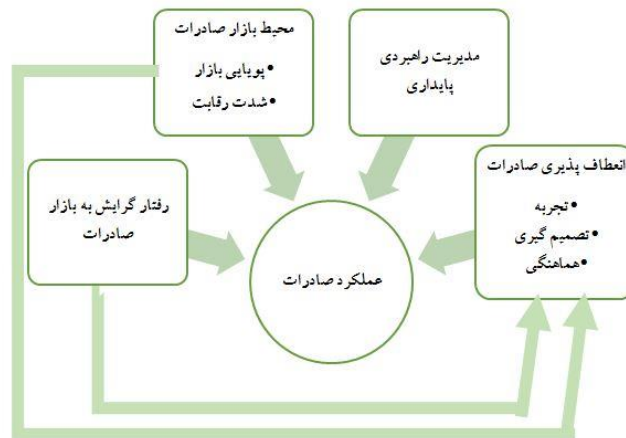 محیط بازار صادرات
•پویایی بازار
•شدت رقابت
مدیریت راهبردی
پایداری
انعطاف پذیری صادرات
•تجربه
•تصمیم گیری
•هماهنگی
رفتار گرایش به بازار
صادرات
عملکرد صادرات